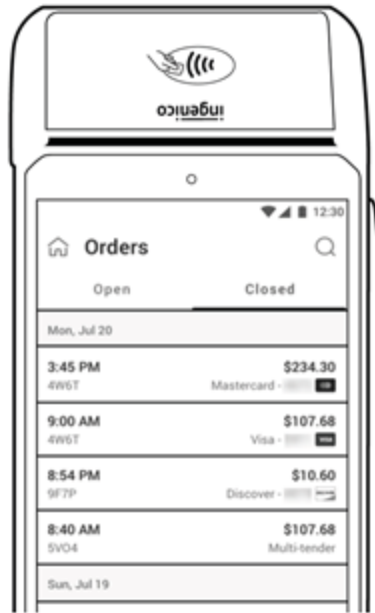 ingenico
12:30
Orders
Open Closed
Mon, Jul 20
3:45 PM $234.30
4W6T Mastercard -
9:00 AM $107.68
4W6T Visa -
8:54 PM $10.60
9F7P Discover -
8:40 AM $107.68
5VO4 Multi-tender
Sun, Jul 19